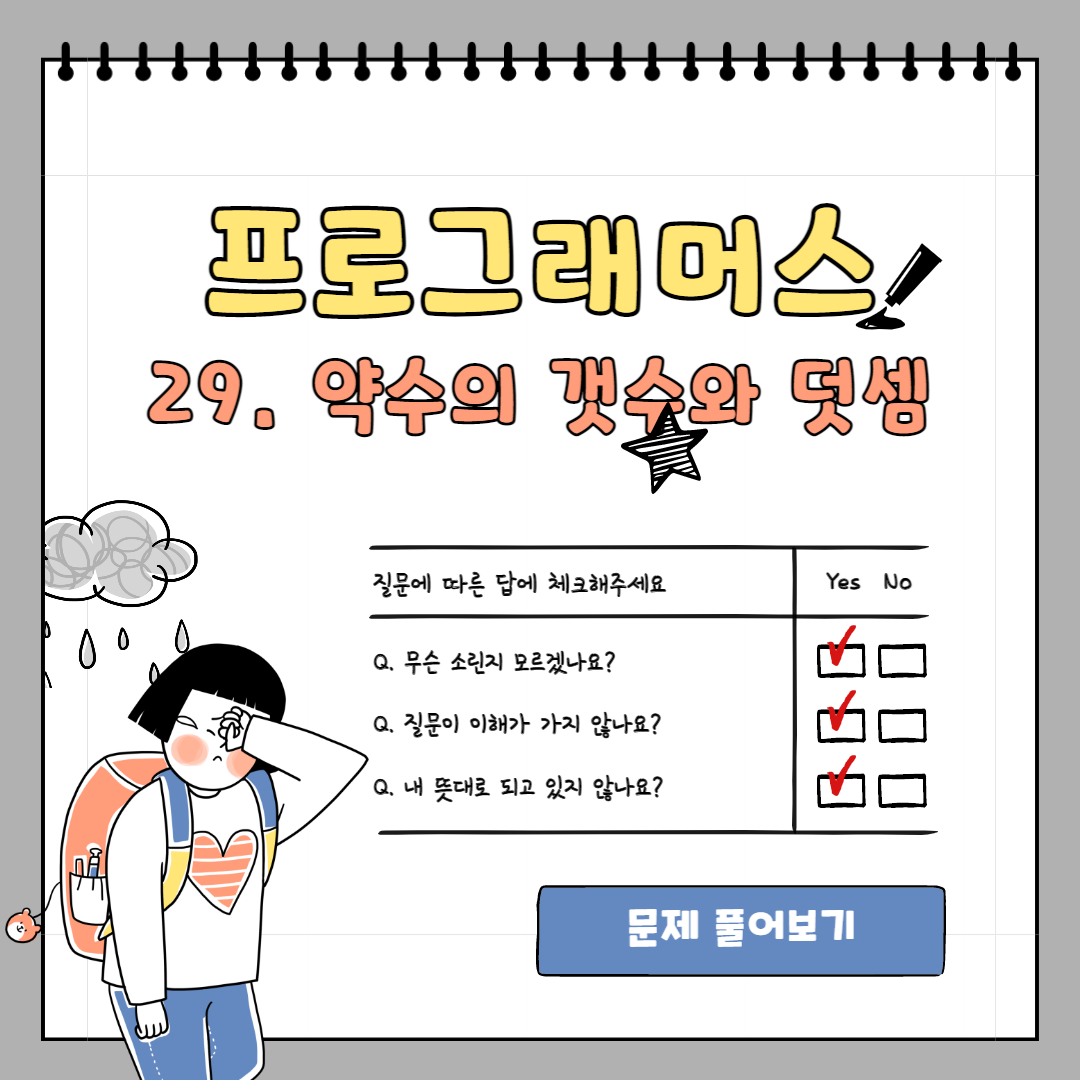 프로그래머스
29. 약수의 갯수와 덧셈
질문에 따른 답에 체크해주세요 Yes No
Q. 무슨 소린지 모르겠나요?
Q. 질문이 이해가 가지 않나요?
Q. 내 뜻대로 되고 있지 않나요?
문제 풀어보기